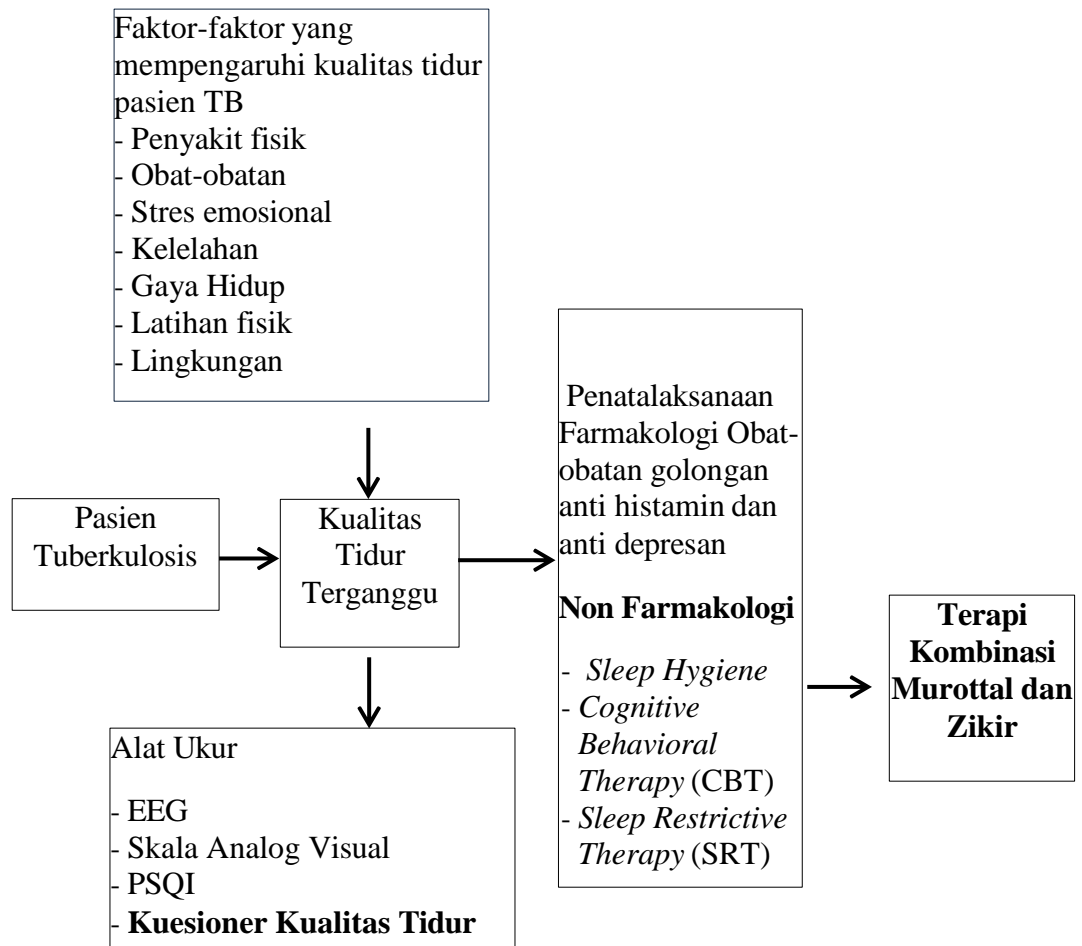 Faktor-faktor yang
mempengaruhi kualitas tidur
pasien TB
- Penyakit fisik
- Obat-obatan
- Stres emosional
- Kelelahan
- Gaya Hidup
- Latihan fisik
- Lingkungan
Pasien
Tuberkulosis
Kualitas
Tidur
Terganggu
Penatalaksanaan
Farmakologi Obat-
obatan golongan
anti histamin dan
anti depresan
Non Farmakologi
- Sleep Hygiene
- Cognitive
Behavioral
Therapy (CBT)
- Sleep Restrictive
Therapy (SRT)
Terapi
Kombinasi
Murottal dan
Zikir
Alat Ukur
- EEG
- Skala Analog Visual
- PSQI
- Kuesioner Kualitas Tidur